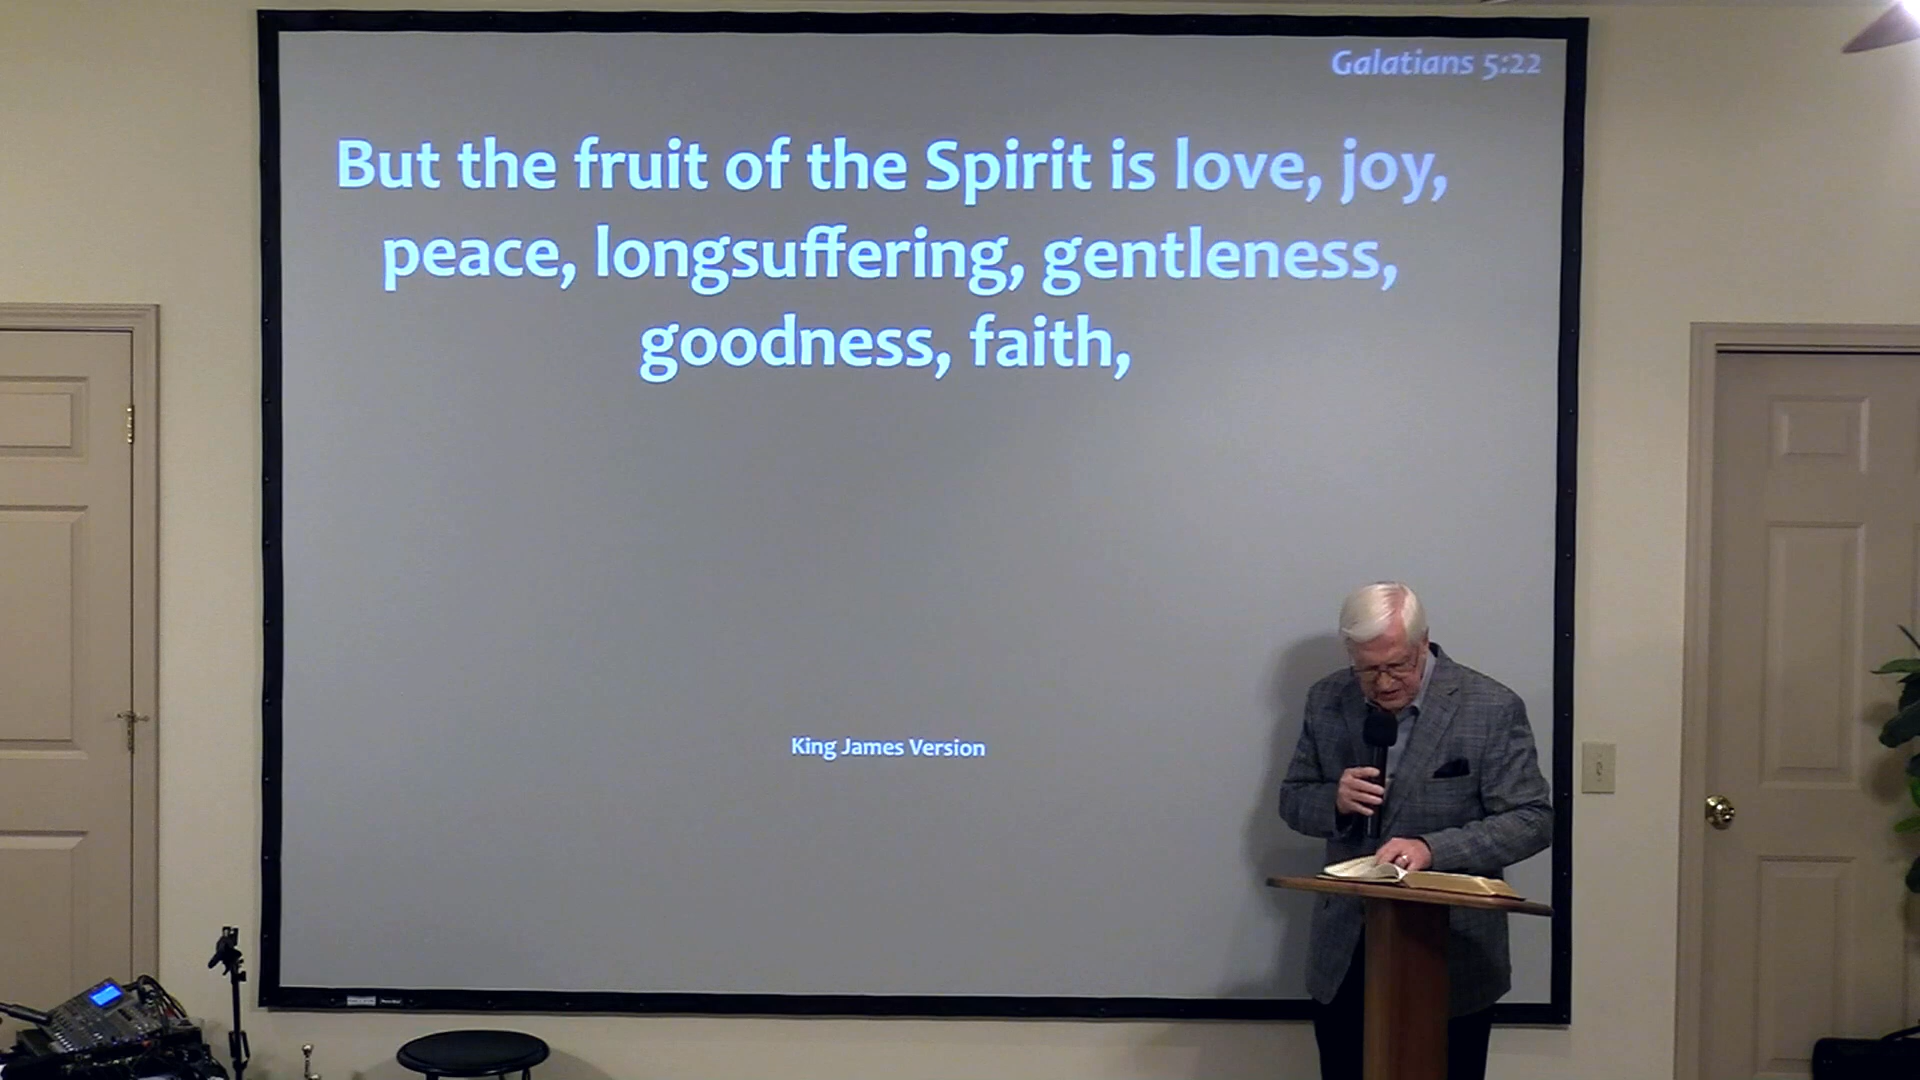 Galatians 5:22
But the fruit of the Spirit is love, joy,
peace, longsuffering, gentleness,
goodness, faith,
King James Version